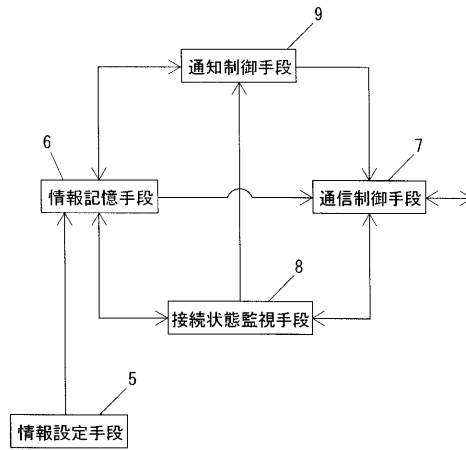 9
通知制御手段
6
情報記憶手段
7
通信制御手段
8
接続状態監視手段
5
情報設定手段